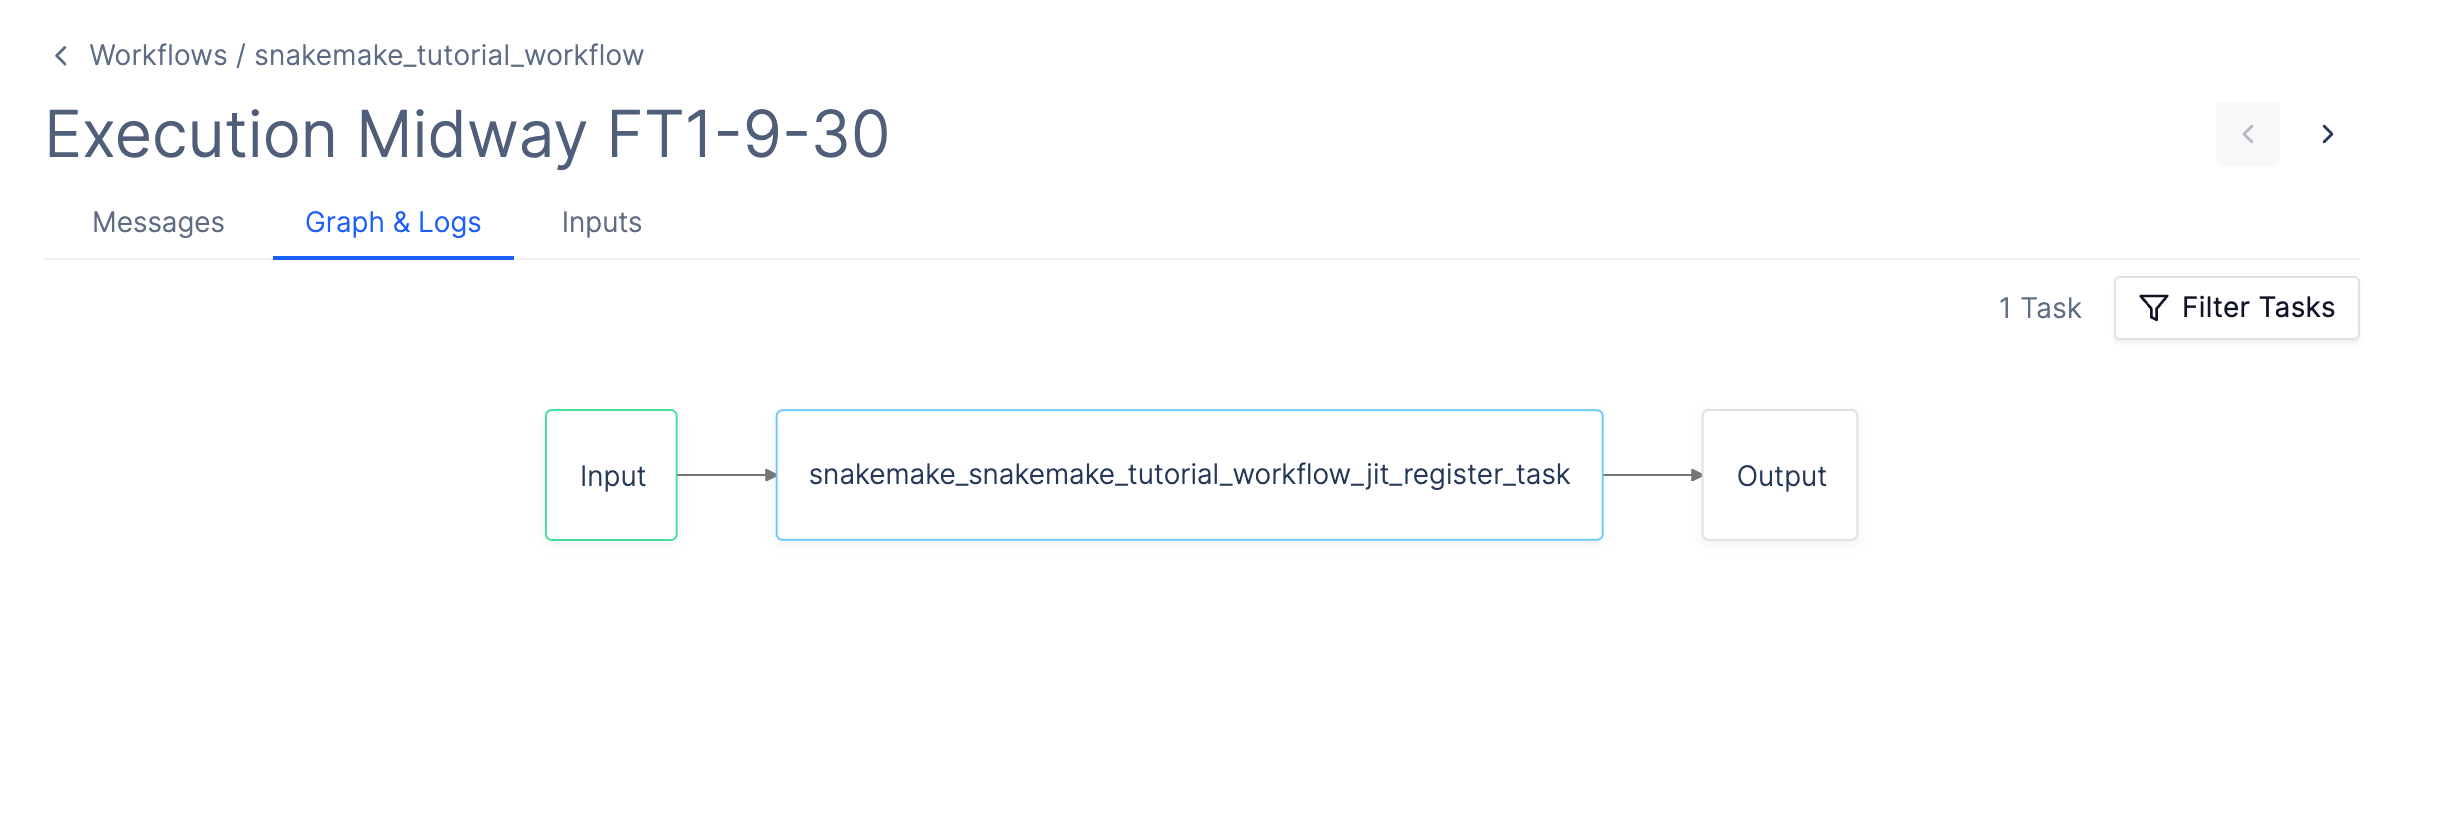 Workflows / snakemake_tutorial_workflow
Execution Midway FT1-9-30
Messages Graph & Logs Inputs
1 Task Filter Tasks
Input snakemake_snakemake_tutorial_workflow_jit_register_task Output